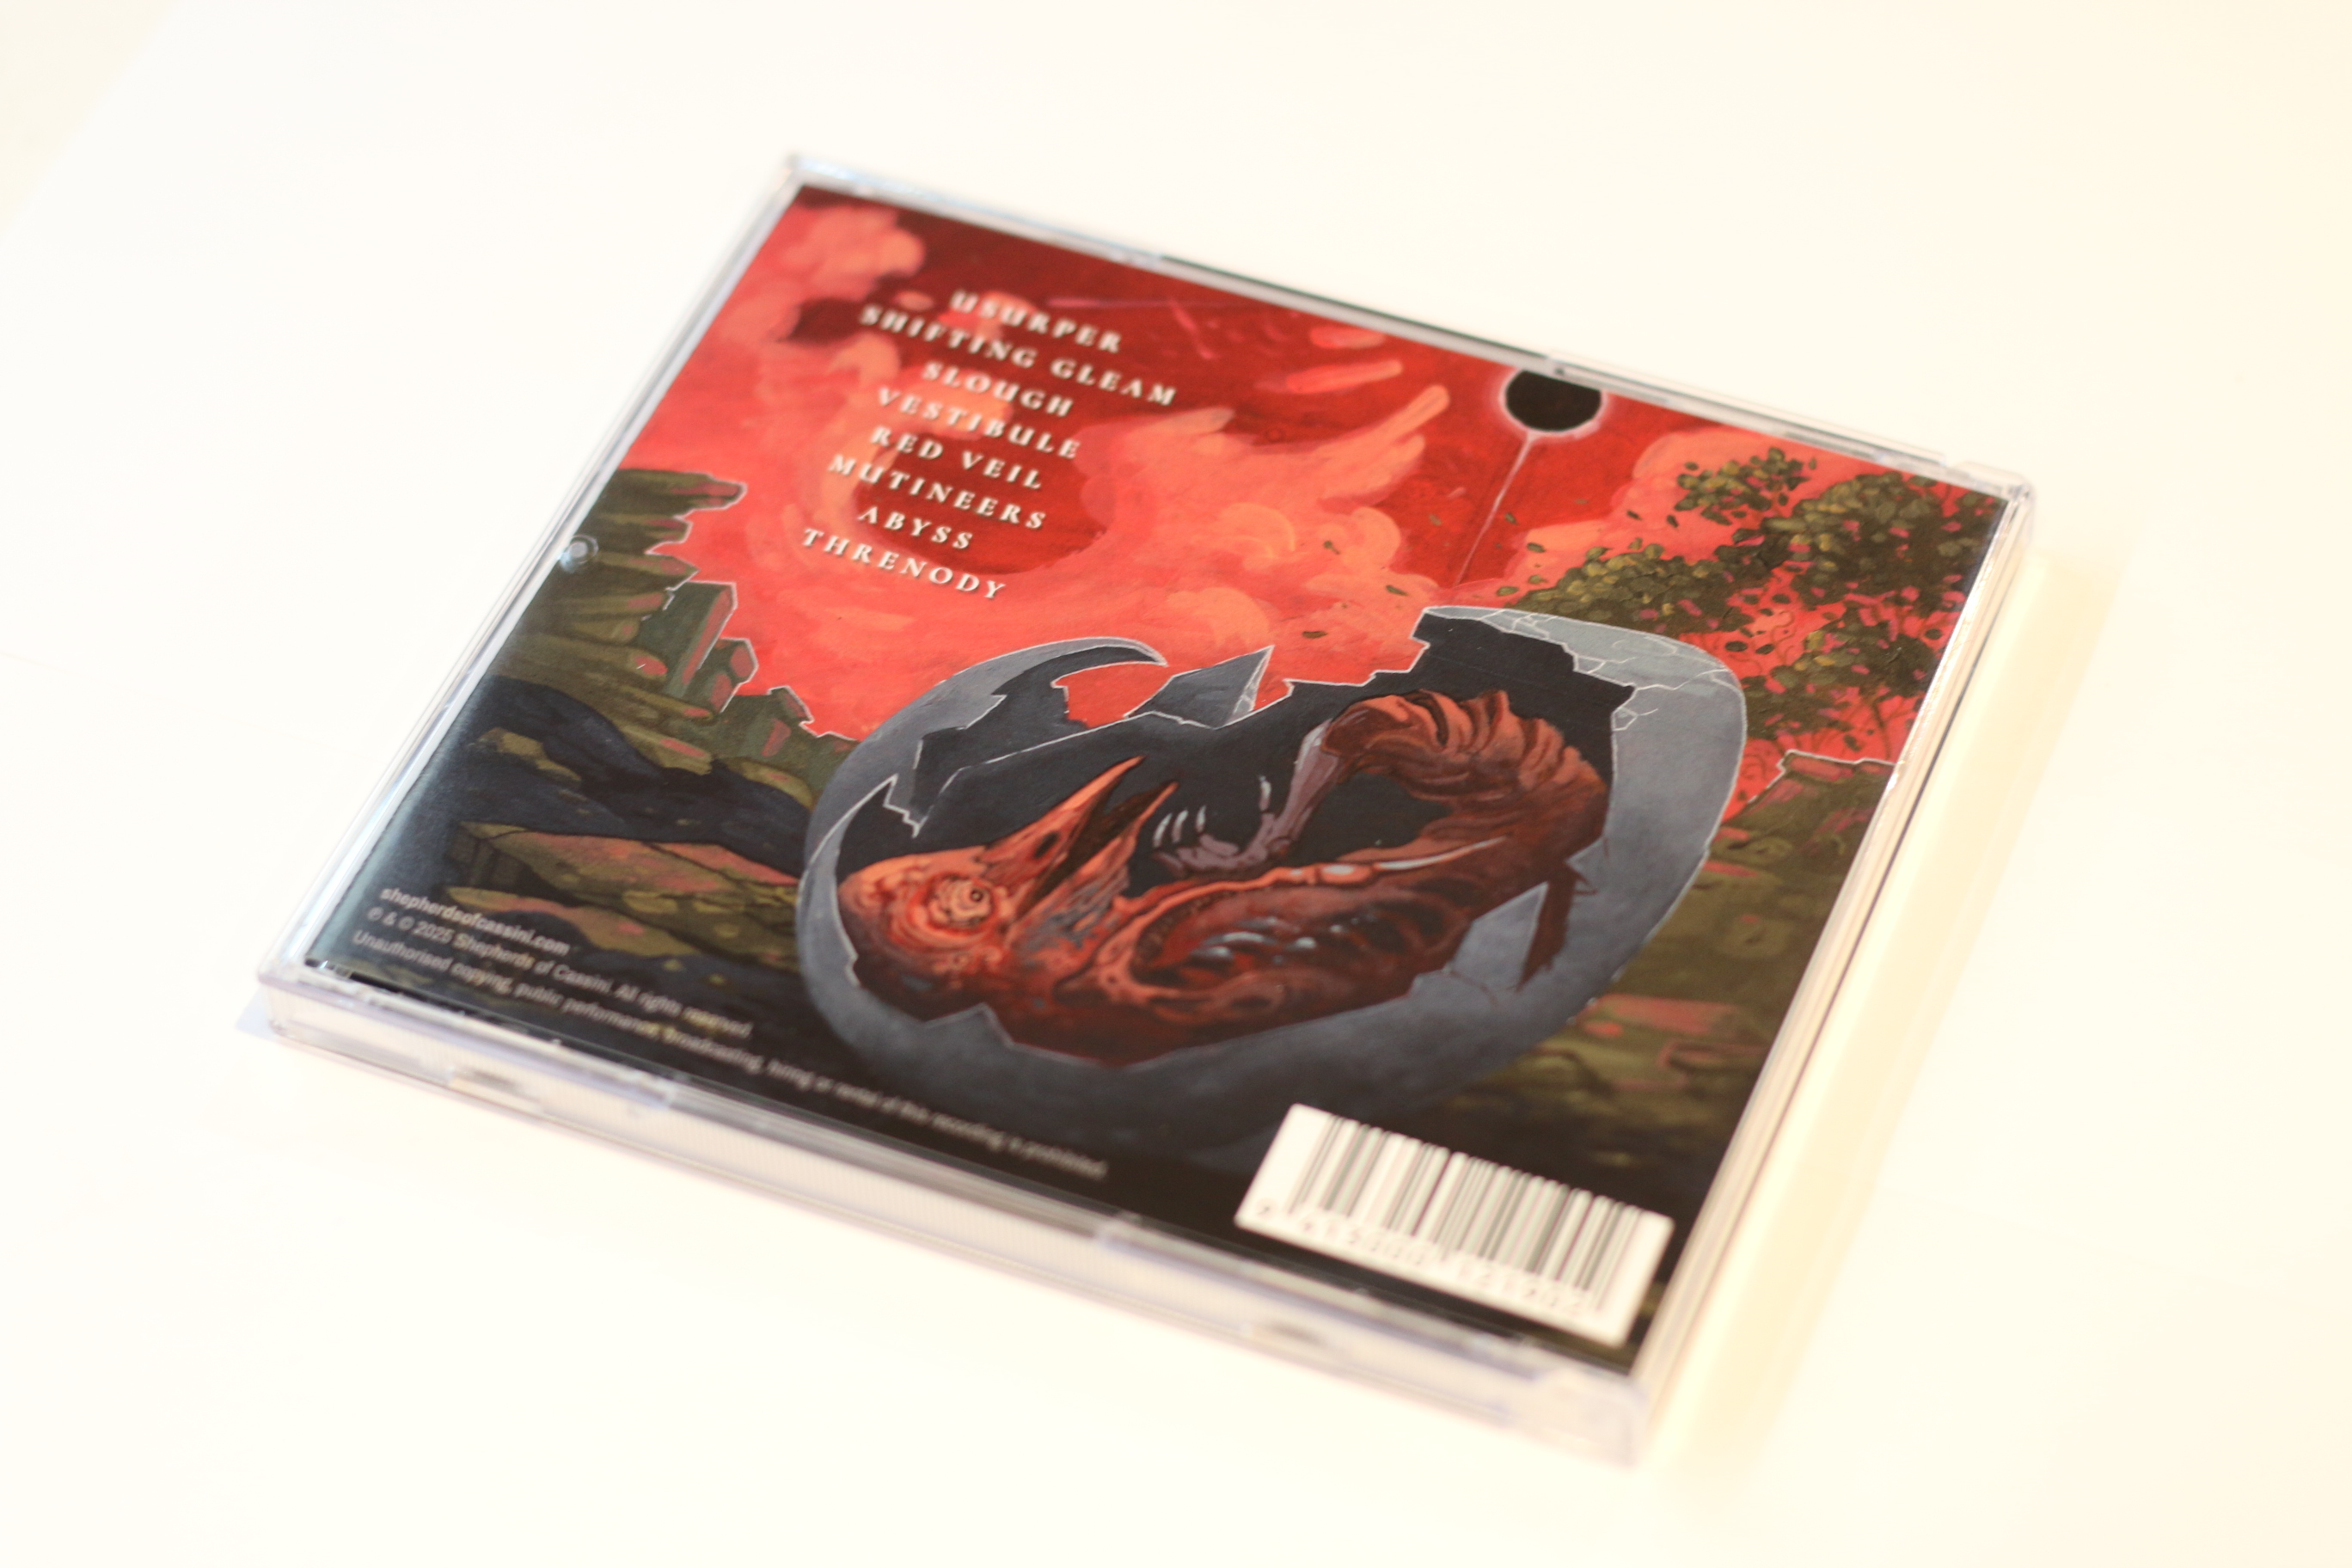 USURPER
SHIFTING GLEAM
SLOUGH
VESTIBULE
RED VEIL
MUTINEERS
ABYSS
THRENODY
shepherdsofcassini.com
℗ & © 2025 Shepherds of Cassini. All rights reserved.
Unauthorised copying, public performance, broadcasting, hiring or rental of this recording is prohibited.